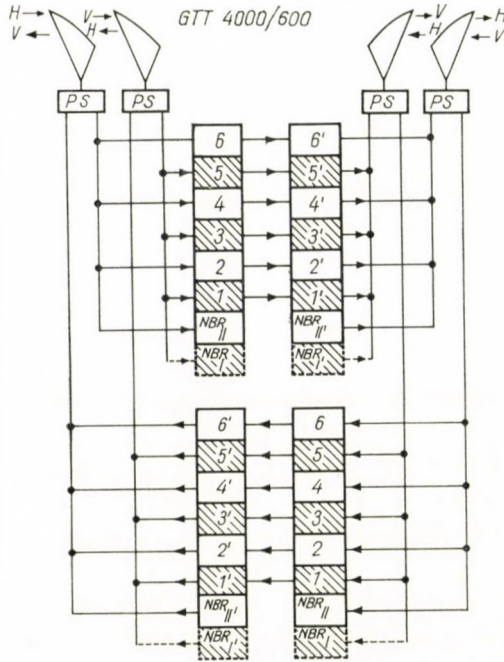 GTT 4000/600
H V V H V H H V
PS PS PS PS
6 6'
5 5'
4 4'
3 3'
2 2'
1 1'
NBR II NBR II'
NBR I NBR I'
6' 6
5' 5
4' 4
3' 3
2' 2
1' 1
NBR II' NBR II
NBR I' NBR I